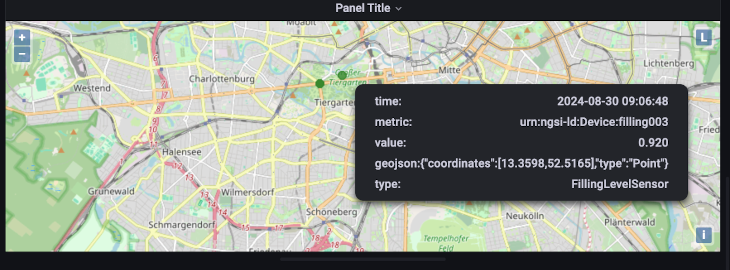 Panel Title
Moabit
+
L
−
Mitte
Lichtenberg
Charlottenburg
Großer
Tiergarten
Westend
Tiergarten
time: 2024-08-30 09:06:48
metric: urn:ngsi-ld:Device:filling003
value: 0.920
Halensee
geojson:{"coordinates":[13.3598,52.5165],"type":"Point"}
type: FillingLevelSensor
Grunewald
Wilmersdorf
Schöneberg
Neukölln
Plänterwald
Schmargendorf
Tempelhofer
Feld
i